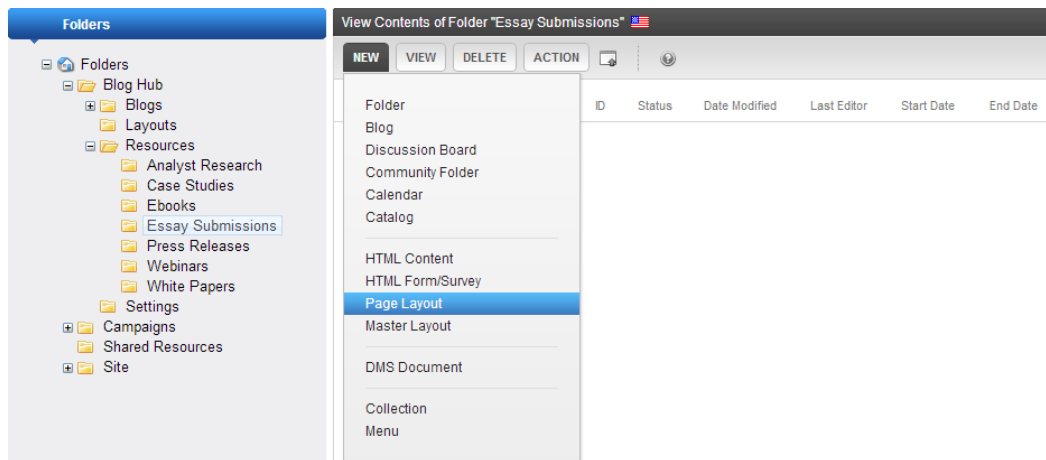 Folders
Folders
Blog Hub
Blogs
Layouts
Resources
Analyst Research
Case Studies
Ebooks
Essay Submissions
Press Releases
Webinars
White Papers
Settings
Campaigns
Shared Resources
Site
View Contents of Folder "Essay Submissions"
NEW VIEW DELETE ACTION
ID Status Date Modified Last Editor Start Date End Date
Folder
Blog
Discussion Board
Community Folder
Calendar
Catalog
HTML Content
HTML Form/Survey
Page Layout
Master Layout
DMS Document
Collection
Menu